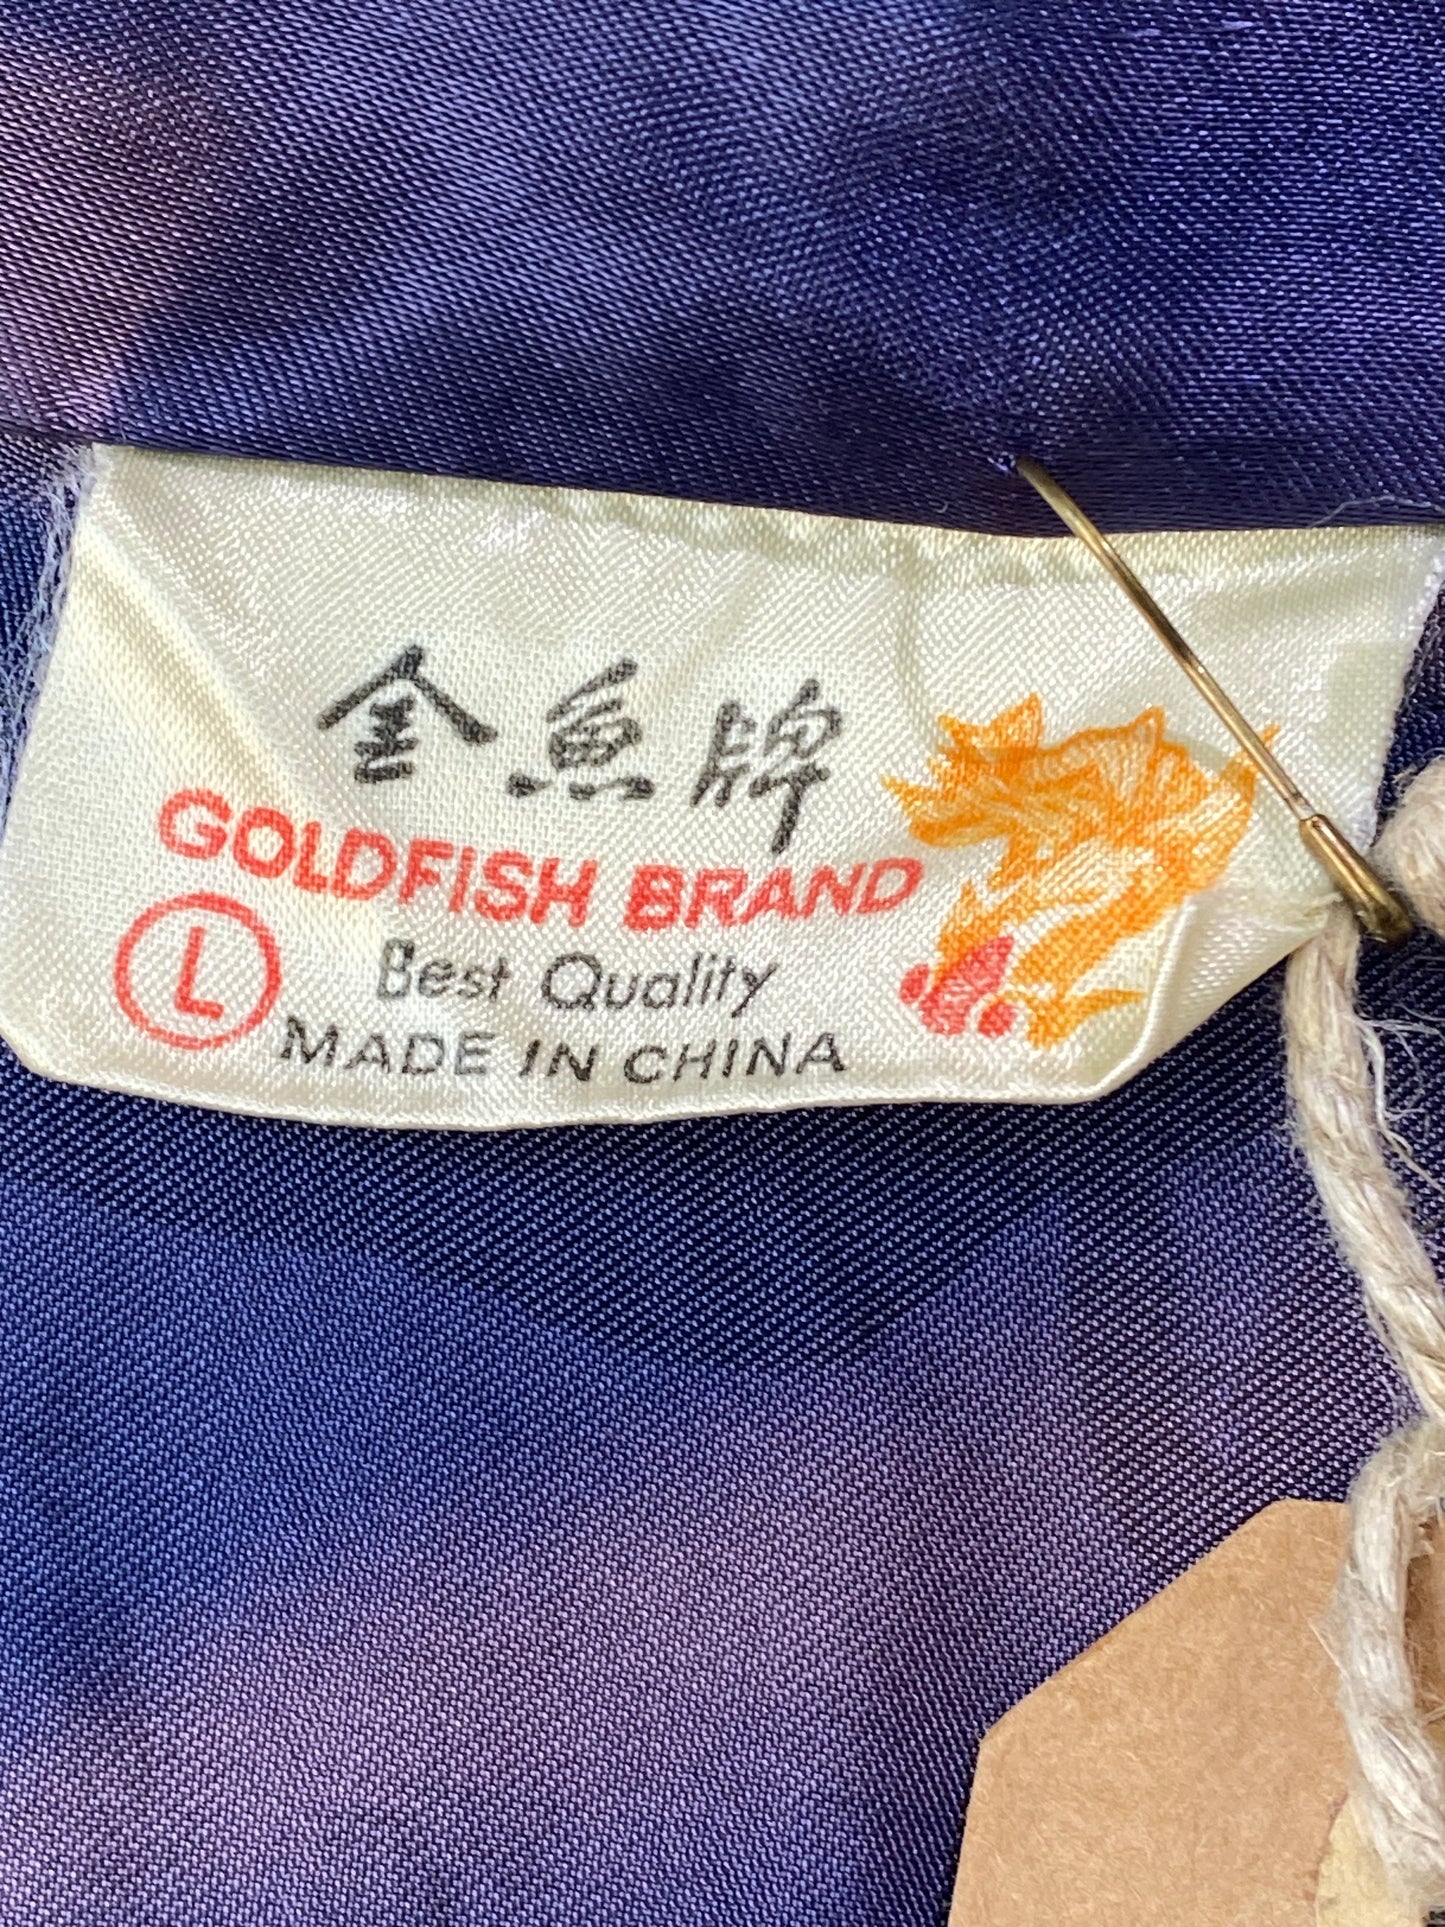 金魚牌
GOLDFISH BRAND
L
Best Quality
MADE IN CHINA